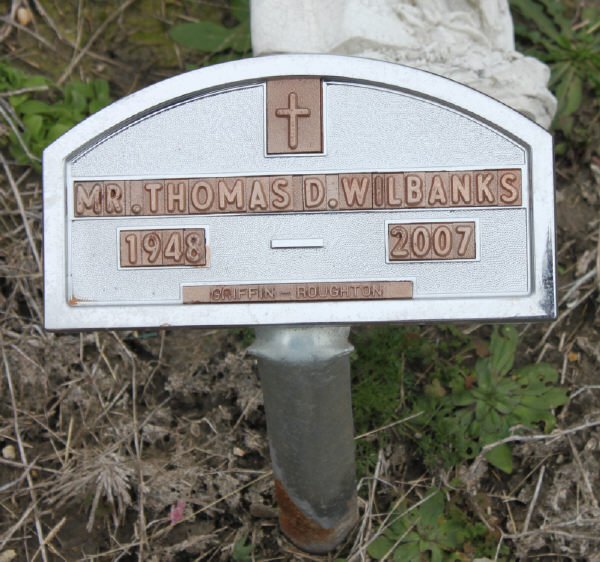 MR. THOMAS D. WILBANKS
1948 — 2007
GRIFFIN - ROUGHTON